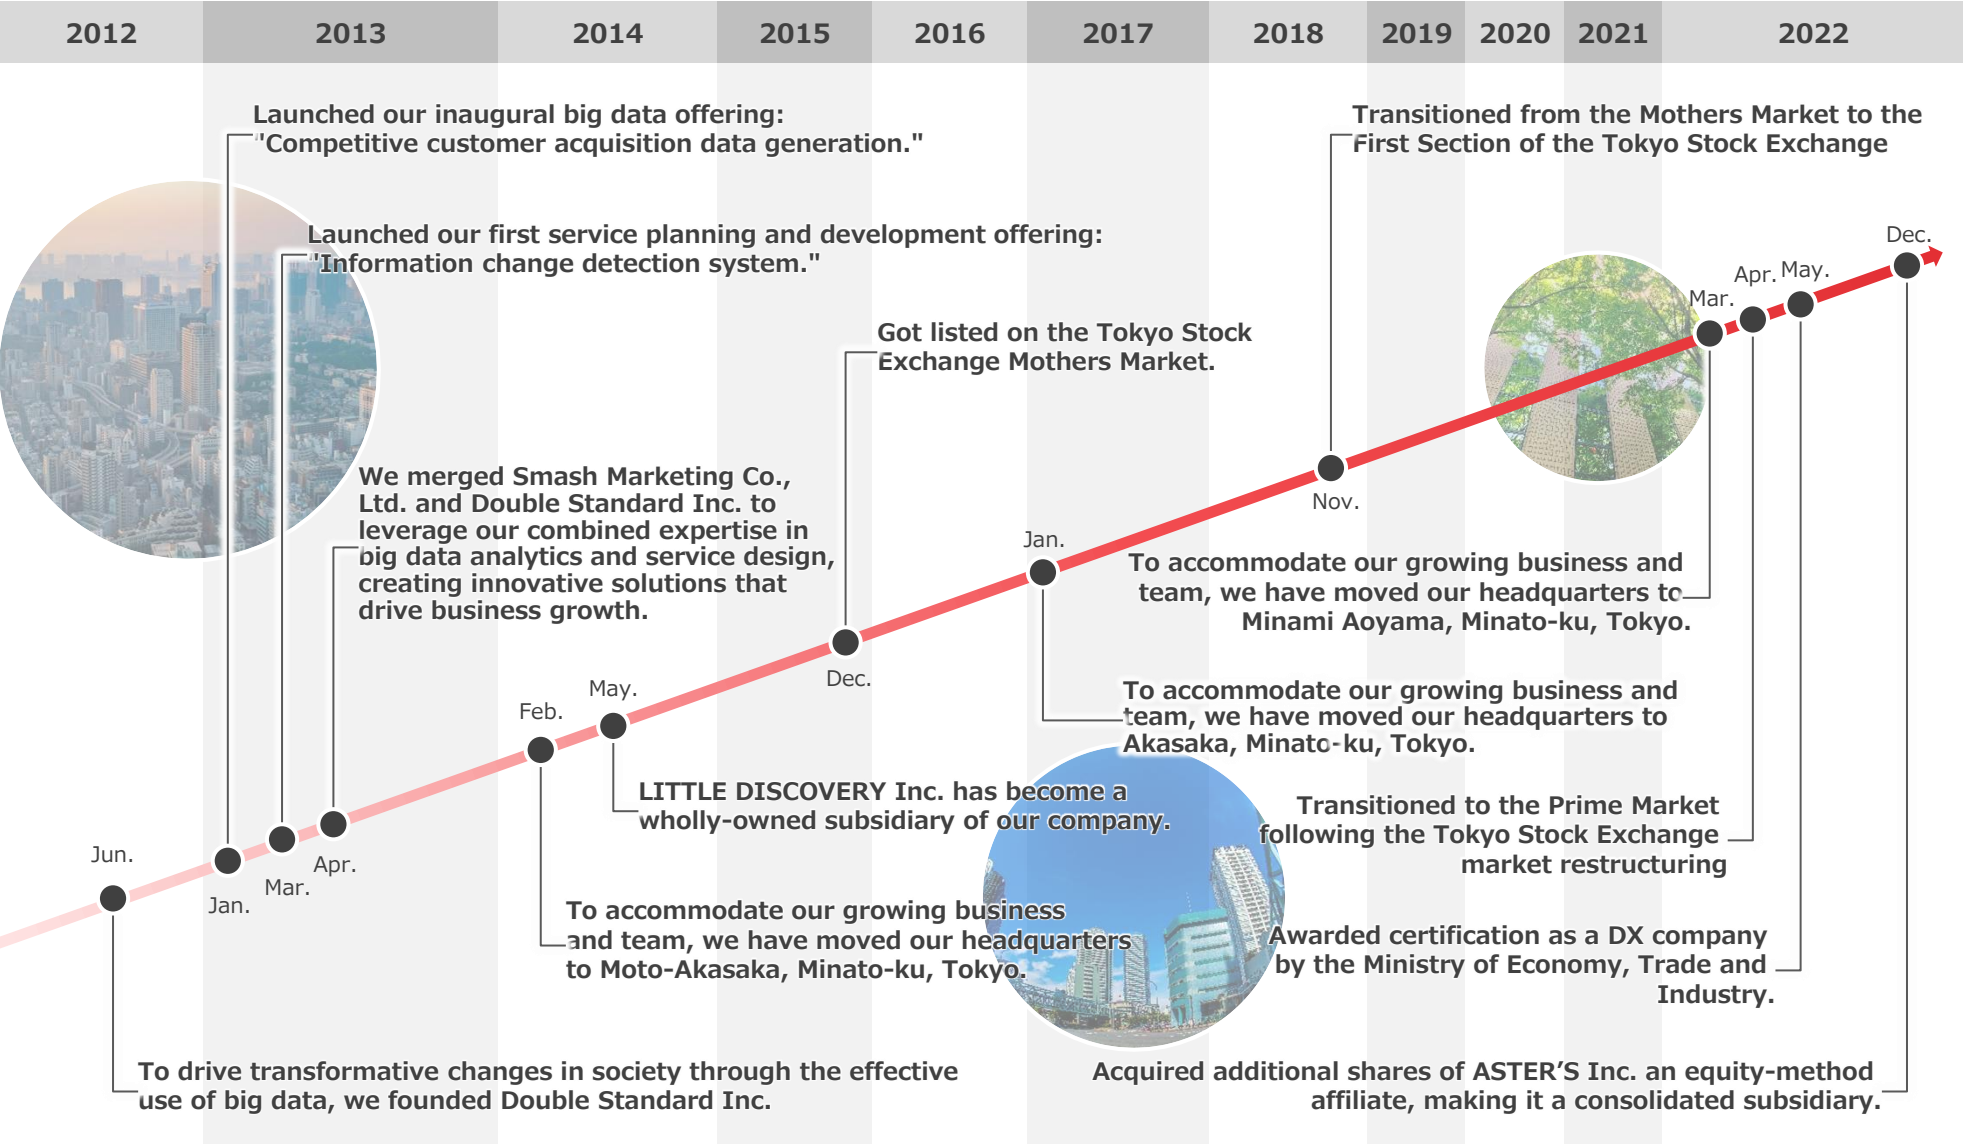 2012 2013 2014 2015 2016 2017 2018 2019 2020 2021 2022
Launched our inaugural big data offering:
"Competitive customer acquisition data generation."
Transitioned from the Mothers Market to the
First Section of the Tokyo Stock Exchange
Launched our first service planning and development offering:
"Information change detection system."
Dec.
Apr. May.
Mar.
Got listed on the Tokyo Stock
Exchange Mothers Market.
We merged Smash Marketing Co.,
Ltd. and Double Standard Inc. to
leverage our combined expertise in
big data analytics and service design,
creating innovative solutions that
drive business growth.
Nov.
Jan.
To accommodate our growing business and
team, we have moved our headquarters to
Minami Aoyama, Minato-ku, Tokyo.
Dec.
May.
Feb.
To accommodate our growing business and
team, we have moved our headquarters to
Akasaka, Minato-ku, Tokyo.
LITTLE DISCOVERY Inc. has become a
wholly-owned subsidiary of our company.
Transitioned to the Prime Market
following the Tokyo Stock Exchange
market restructuring
Jun.
Apr.
Mar.
Jan.
To accommodate our growing business
and team, we have moved our headquarters
to Moto-Akasaka, Minato-ku, Tokyo.
Awarded certification as a DX company
by the Ministry of Economy, Trade and
Industry.
To drive transformative changes in society through the effective
use of big data, we founded Double Standard Inc.
Acquired additional shares of ASTER’S Inc. an equity-method
affiliate, making it a consolidated subsidiary.